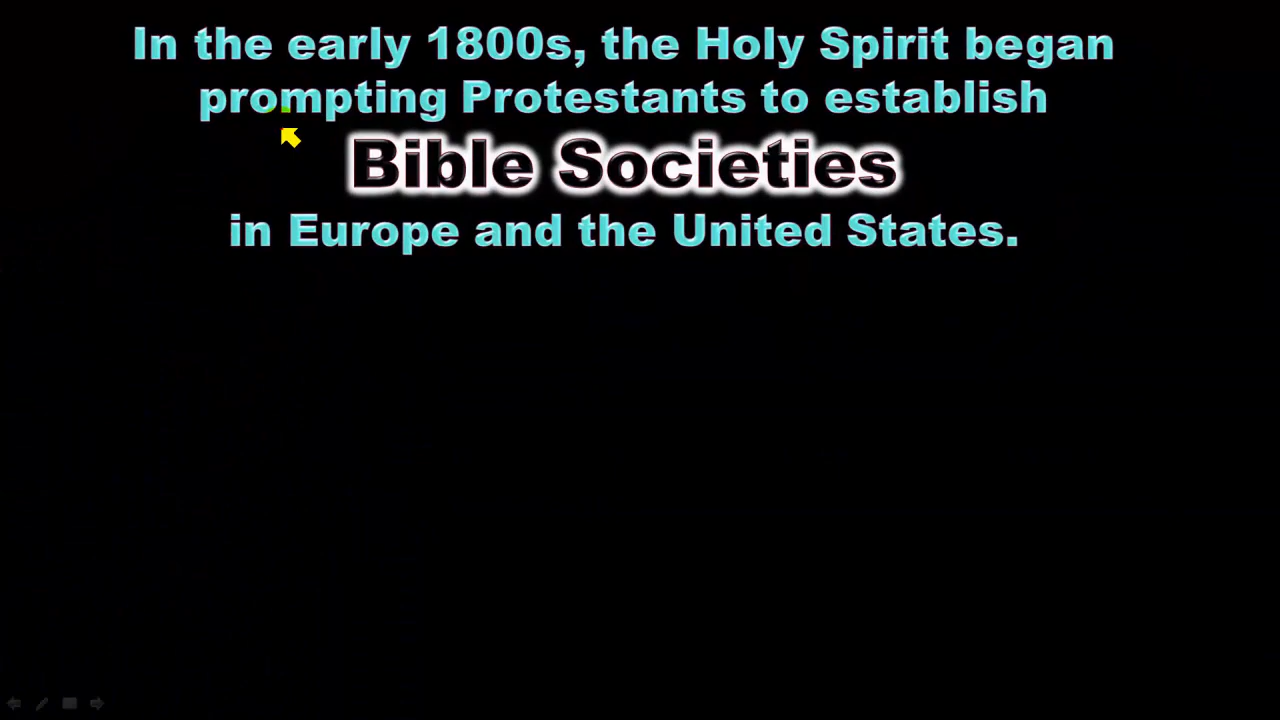 In the early 1800s, the Holy Spirit began
prompting Protestants to establish
Bible Societies
in Europe and the United States.